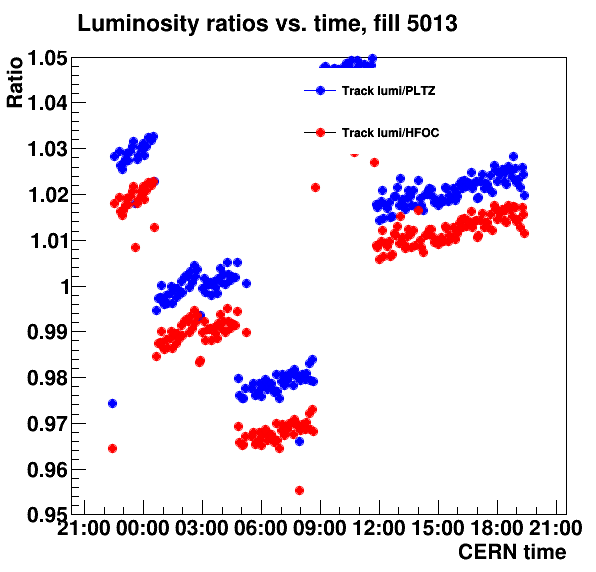 Luminosity ratios vs. time, fill 5013
Ratio
1.05
1.04
1.03
1.02
1.01
1
0.99
0.98
0.97
0.96
0.95
Track lumi/PLTZ
Track lumi/HFOC
21:00 00:00 03:00 06:00 09:00 12:00 15:00 18:00 21:00
CERN time